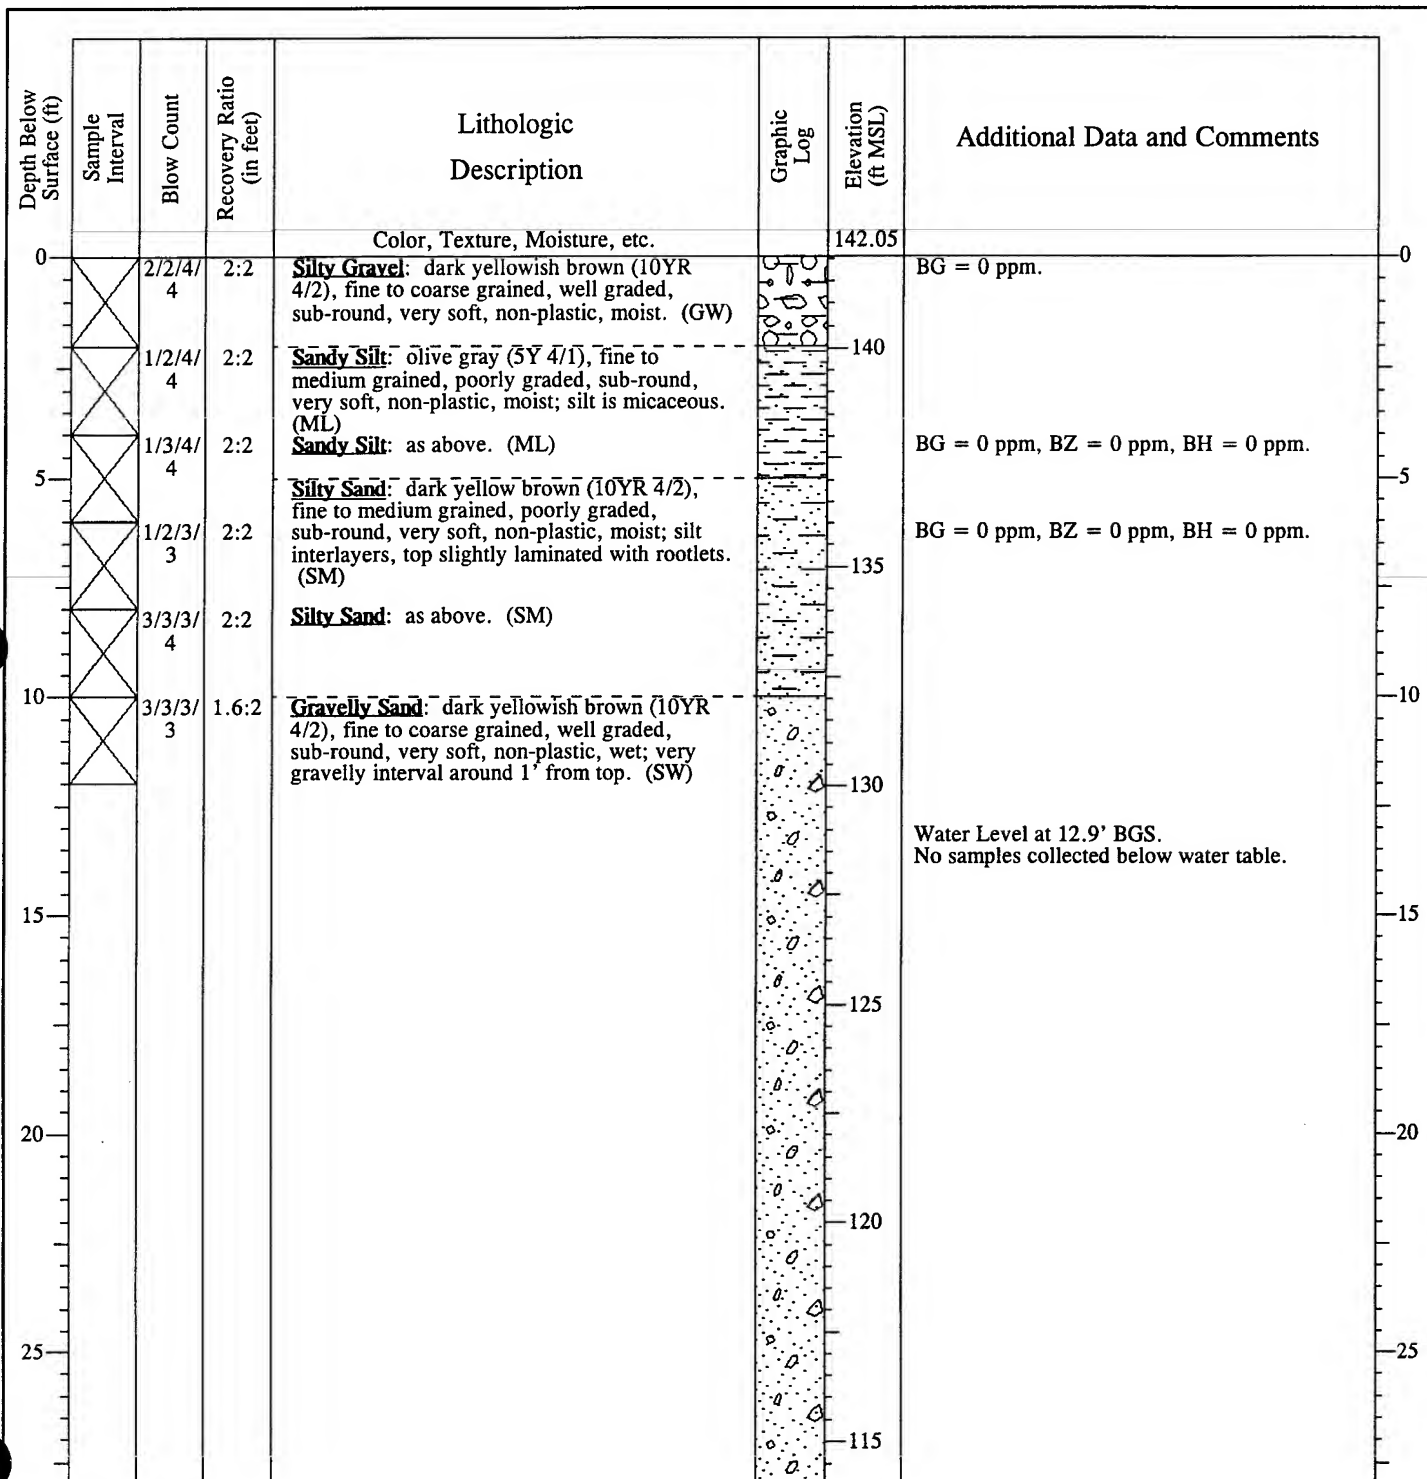 Depth Below
Surface (ft)
Sample
Interval
Blow Count
Recovery Ratio
(in feet)
Lithologic
Description
Graphic
Log
Elevation
(ft MSL)
Additional Data and Comments
Color, Texture, Moisture, etc.
142.05
0
2/2/4/
4
2:2
Silty Gravel: dark yellowish brown (10YR
4/2), fine to coarse grained, well graded,
sub-round, very soft, non-plastic, moist. (GW)
BG = 0 ppm.
0
1/2/4/
4
2:2
Sandy Silt: olive gray (5Y 4/1), fine to
medium grained, poorly graded, sub-round,
very soft, non-plastic, moist; silt is micaceous.
(ML)
140
1/3/4/
4
2:2
Sandy Silt: as above. (ML)
BG = 0 ppm, BZ = 0 ppm, BH = 0 ppm.
5
5
Silty Sand: dark yellow brown (10YR 4/2),
fine to medium grained, poorly graded,
sub-round, very soft, non-plastic, moist; silt
interlayers, top slightly laminated with rootlets.
(SM)
1/2/3/
3
2:2
BG = 0 ppm, BZ = 0 ppm, BH = 0 ppm.
135
3/3/3/
4
2:2
Silty Sand: as above. (SM)
10
10
3/3/3/
3
1.6:2
Gravelly Sand: dark yellowish brown (10YR
4/2), fine to coarse grained, well graded,
sub-round, very soft, non-plastic, wet; very
gravelly interval around 1' from top. (SW)
130
Water Level at 12.9' BGS.
No samples collected below water table.
15
15
125
20
20
120
25
25
115